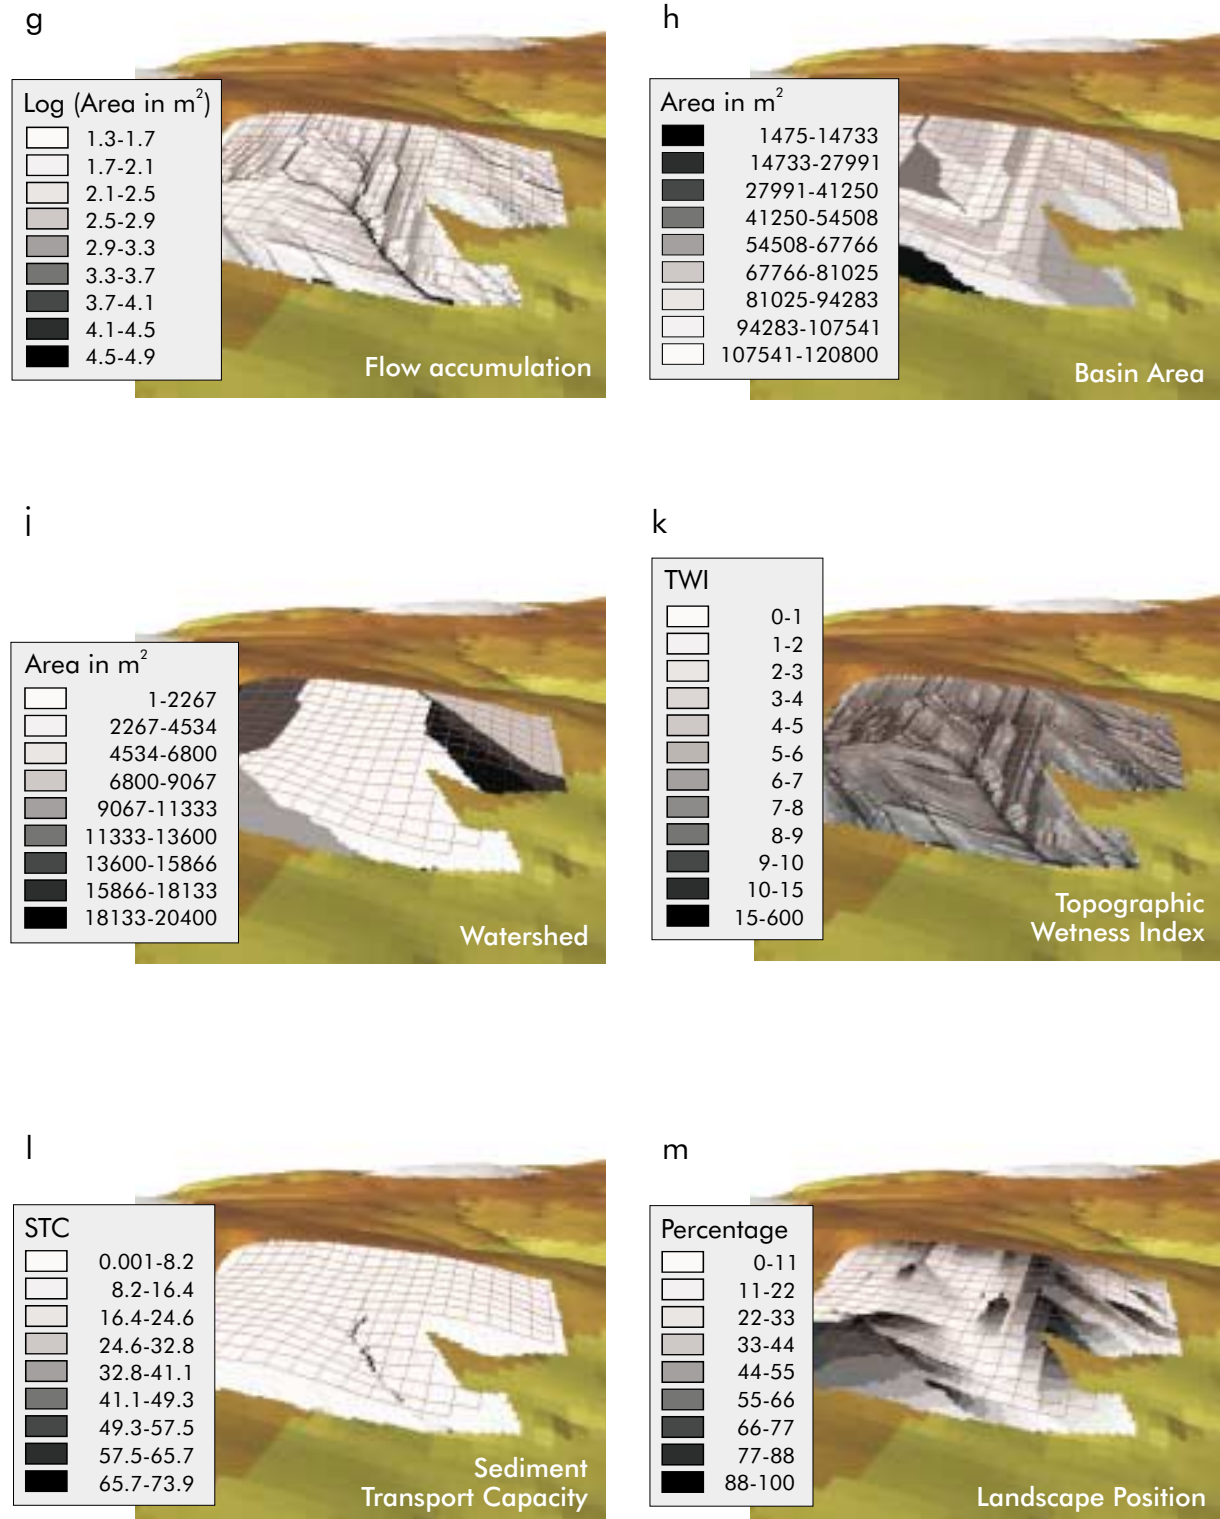 g
Log (Area in m²)
1.3-1.7
1.7-2.1
2.1-2.5
2.5-2.9
2.9-3.3
3.3-3.7
3.7-4.1
4.1-4.5
4.5-4.9
Flow accumulation
h
Area in m²
1475-14733
14733-27991
27991-41250
41250-54508
54508-67766
67766-81025
81025-94283
94283-107541
107541-120800
Basin Area
j
Area in m²
1-2267
2267-4534
4534-6800
6800-9067
9067-11333
11333-13600
13600-15866
15866-18133
18133-20400
Watershed
k
TWI
0-1
1-2
2-3
3-4
4-5
5-6
6-7
7-8
8-9
9-10
10-15
15-600
Topographic
Wetness Index
l
STC
0.001-8.2
8.2-16.4
16.4-24.6
24.6-32.8
32.8-41.1
41.1-49.3
49.3-57.5
57.5-65.7
65.7-73.9
Sediment
Transport Capacity
m
Percentage
0-11
11-22
22-33
33-44
44-55
55-66
66-77
77-88
88-100
Landscape Position